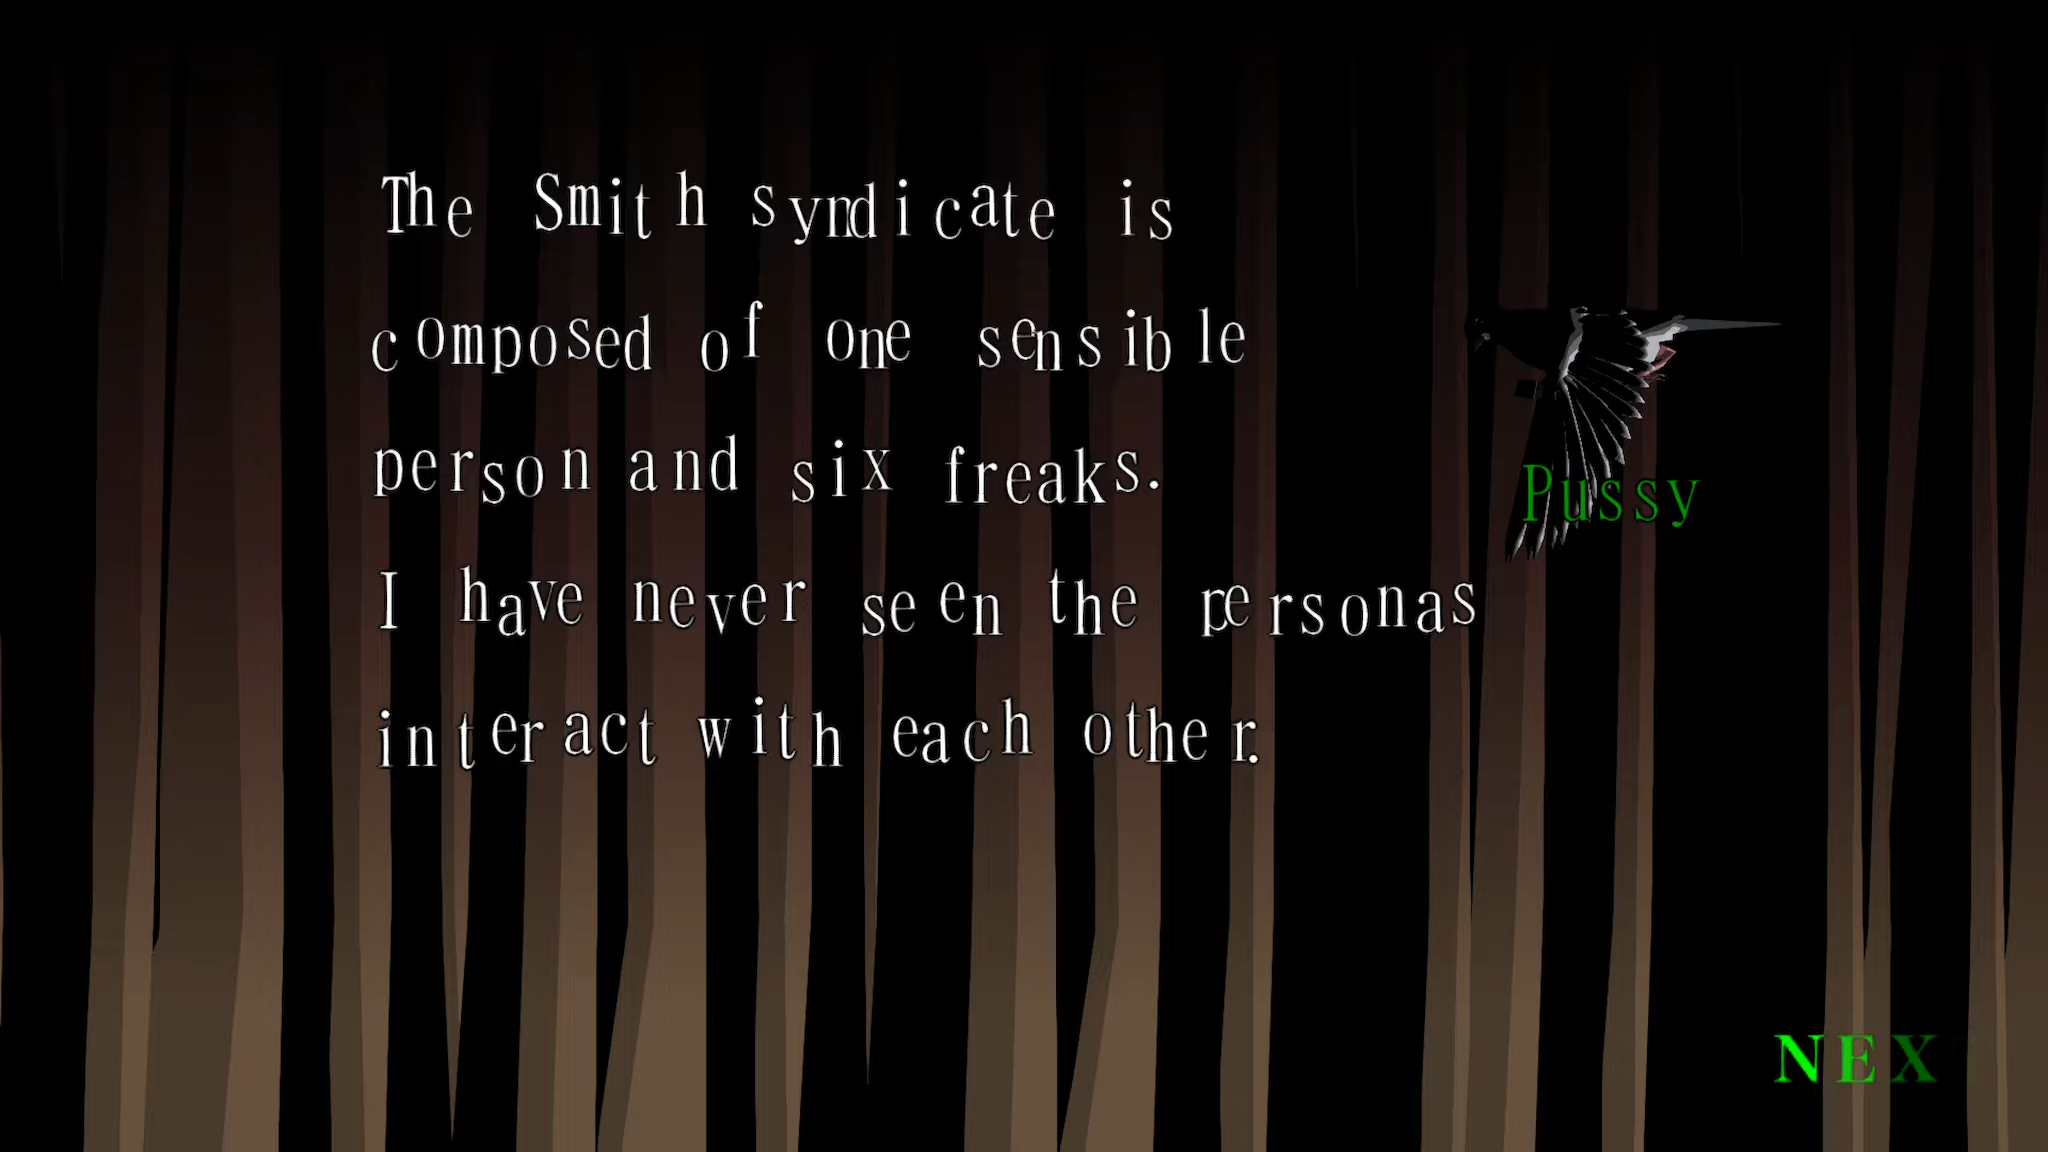 The Smith syndicate is
composed of one sensible
person and six freaks.
I have never seen the personas
interact with each other.
Pussy
NEX